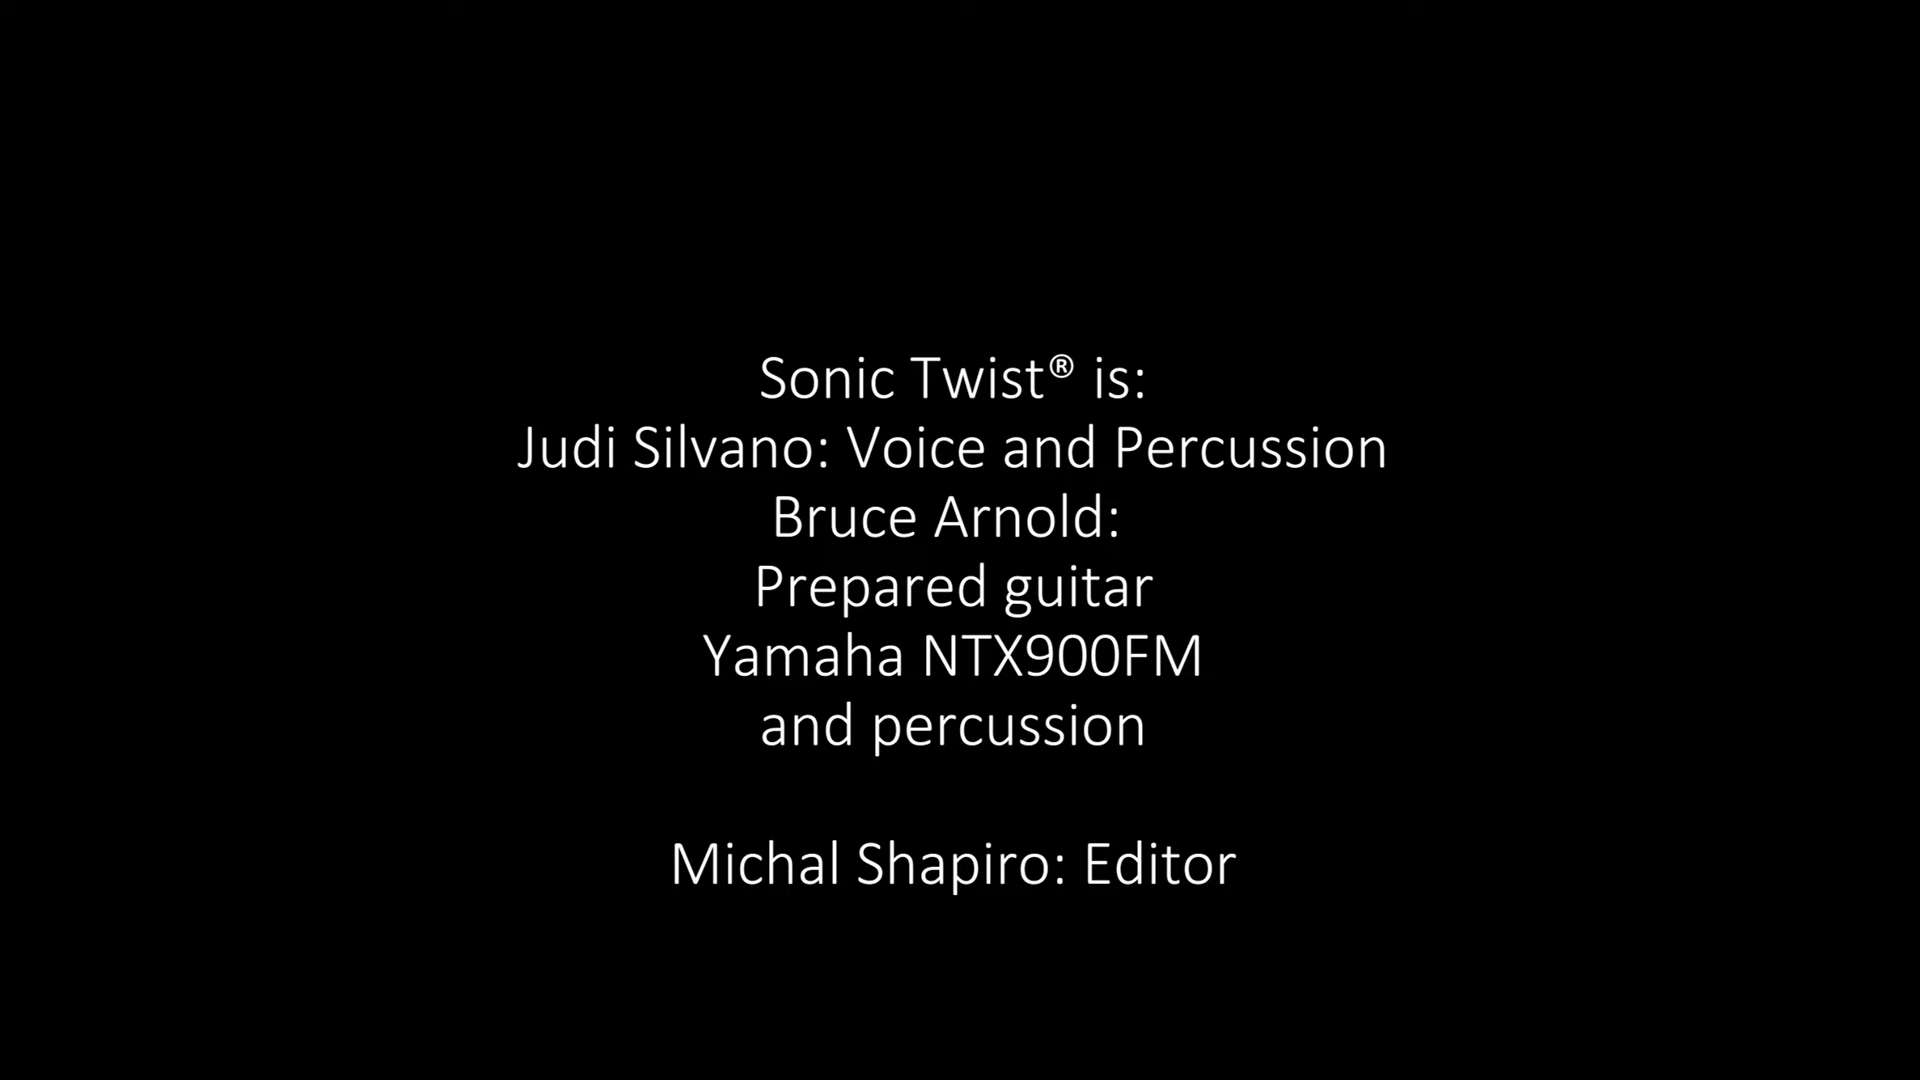 Sonic Twist® is:
Judi Silvano: Voice and Percussion
Bruce Arnold:
Prepared guitar
Yamaha NTX900FM
and percussion
Michal Shapiro: Editor